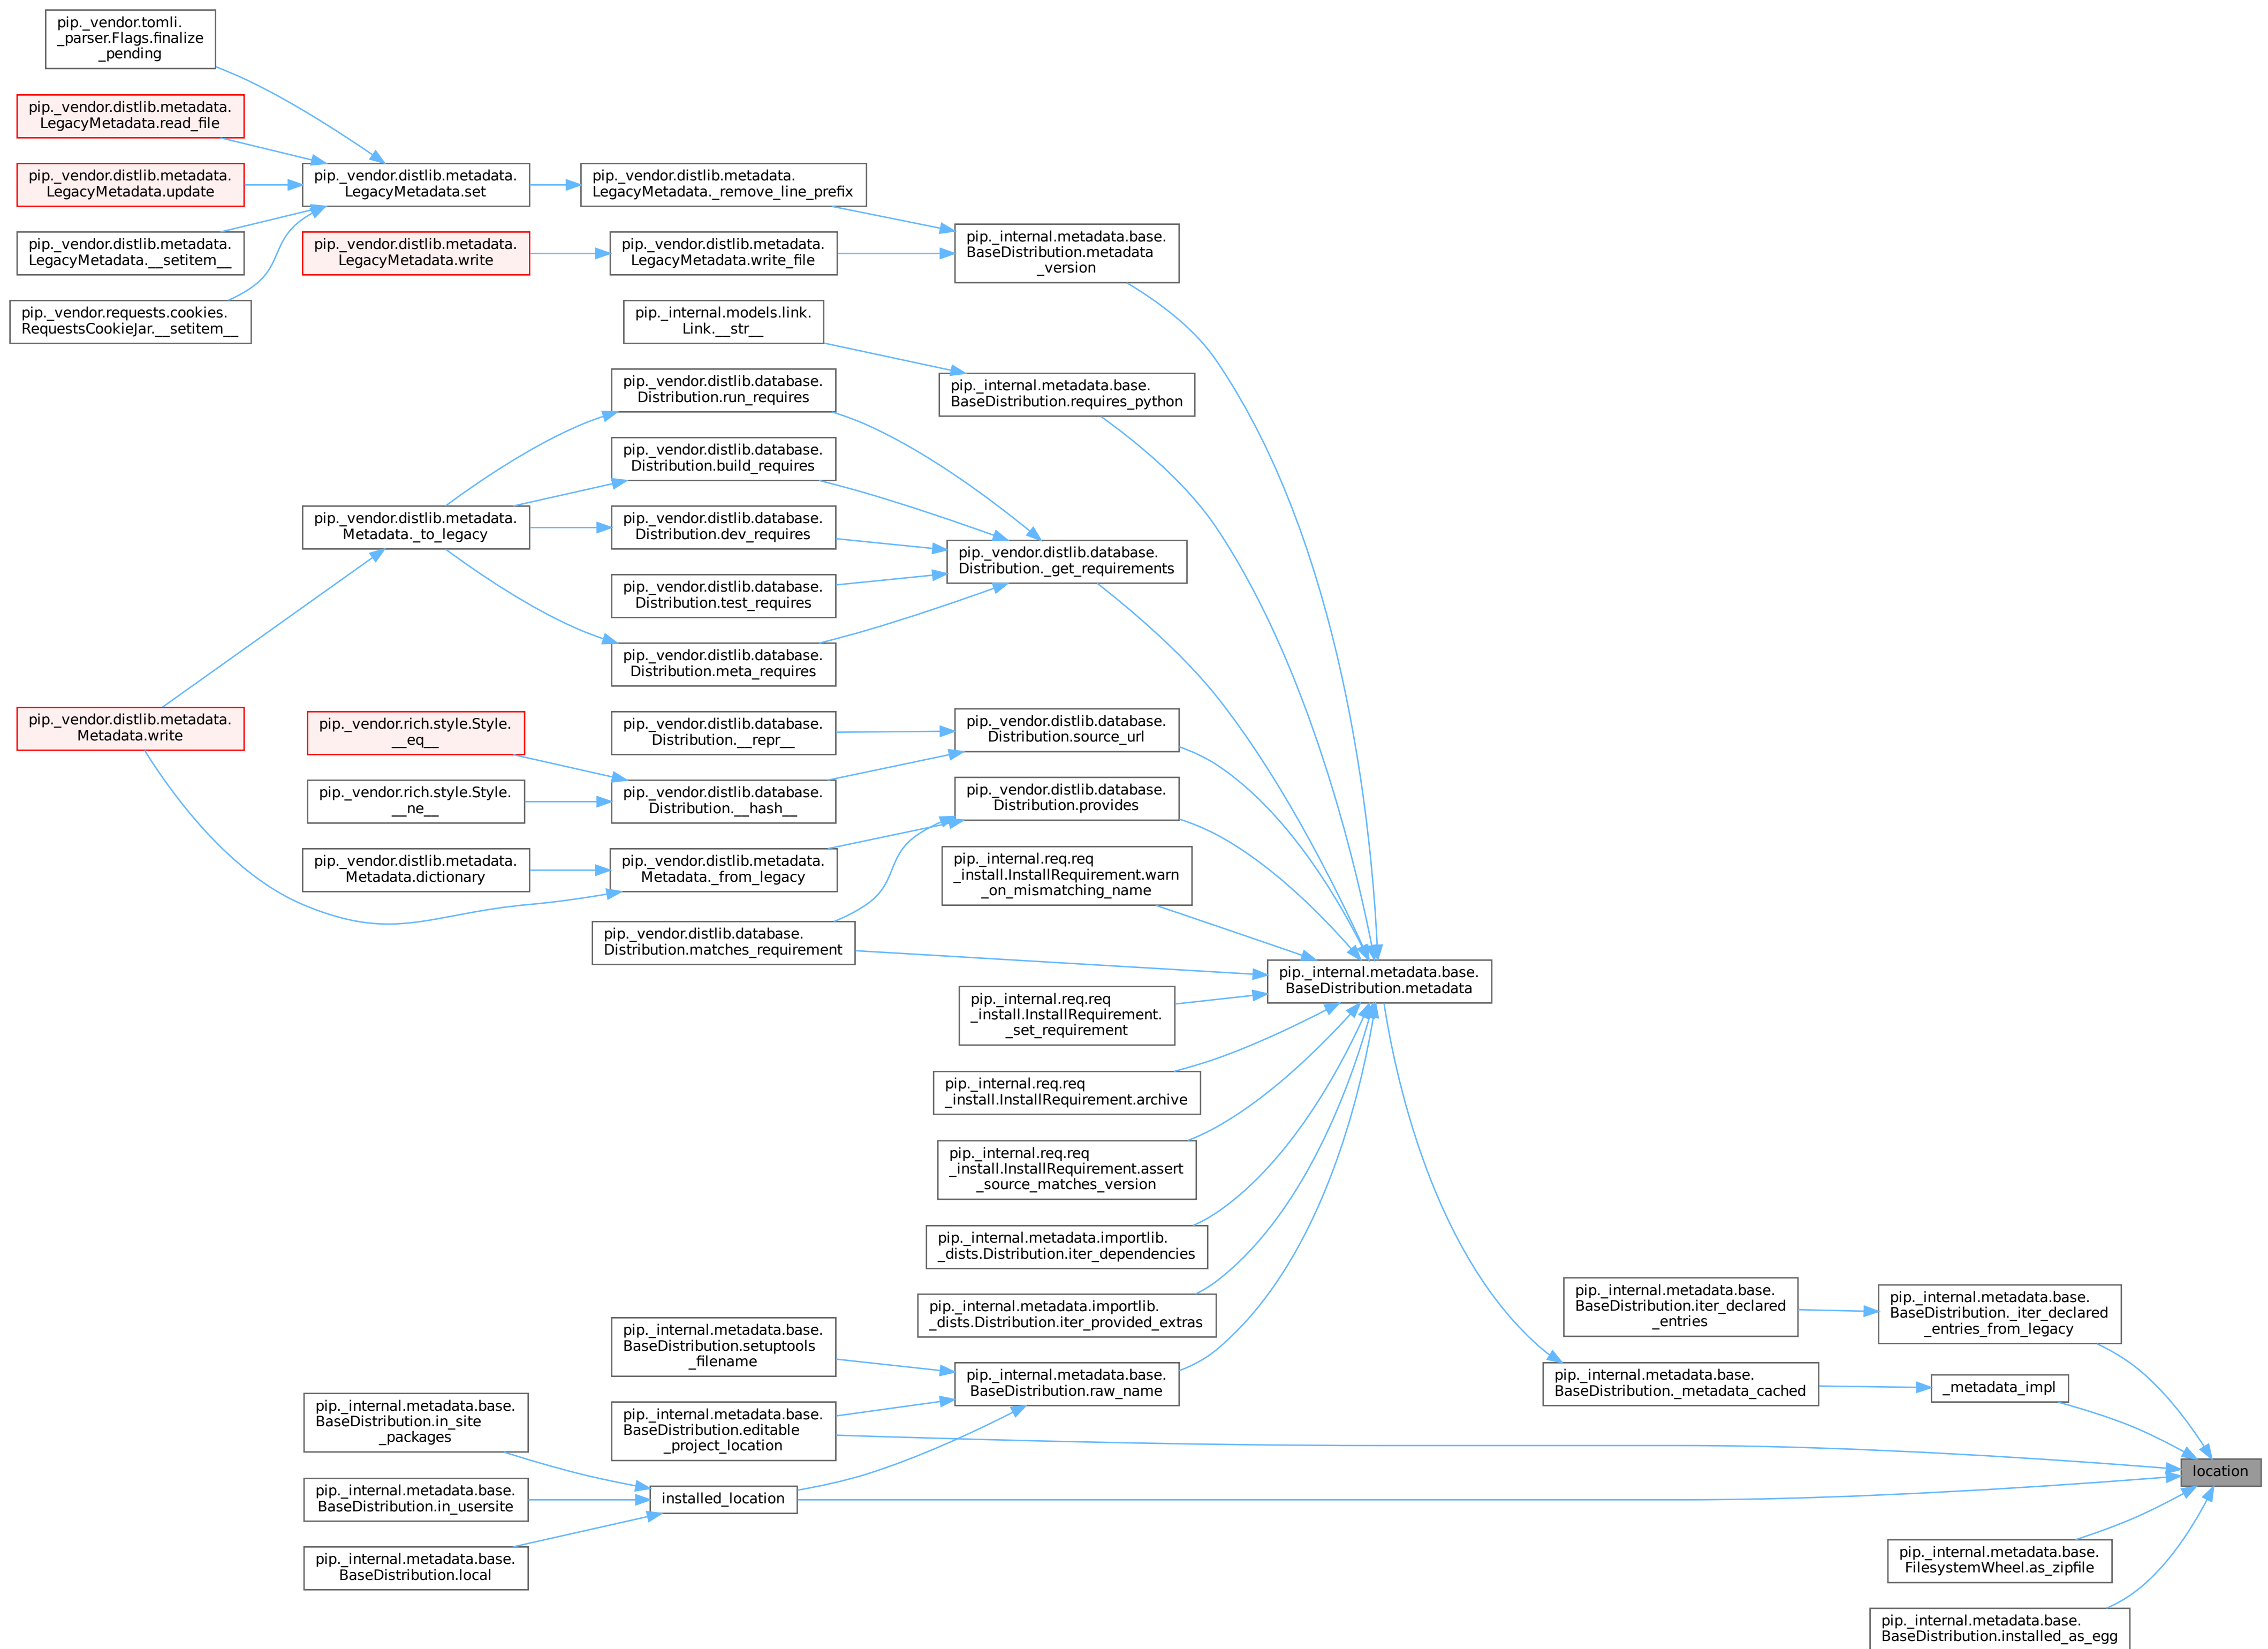 pip._vendor.tomli.
_parser.Flags.finalize
_pending
pip._vendor.distlib.metadata.
LegacyMetadata.read_file
pip._vendor.distlib.metadata.
LegacyMetadata.update
pip._vendor.distlib.metadata.
LegacyMetadata.__setitem__
pip._vendor.requests.cookies.
RequestsCookieJar.__setitem__
pip._vendor.distlib.metadata.
Metadata.write
pip._vendor.distlib.metadata.
LegacyMetadata.set
pip._vendor.distlib.metadata.
LegacyMetadata.write
pip._vendor.distlib.metadata.
Metadata._to_legacy
pip._vendor.rich.style.Style.
__eq__
pip._vendor.rich.style.Style.
__ne__
pip._vendor.distlib.metadata.
Metadata.dictionary
pip._internal.metadata.base.
BaseDistribution.in_site
_packages
pip._internal.metadata.base.
BaseDistribution.in_usersite
pip._internal.metadata.base.
BaseDistribution.local
pip._vendor.distlib.metadata.
LegacyMetadata._remove_line_prefix
pip._vendor.distlib.metadata.
LegacyMetadata.write_file
pip._internal.models.link.
Link.__str__
pip._vendor.distlib.database.
Distribution.run_requires
pip._vendor.distlib.database.
Distribution.build_requires
pip._vendor.distlib.database.
Distribution.dev_requires
pip._vendor.distlib.database.
Distribution.test_requires
pip._vendor.distlib.database.
Distribution.meta_requires
pip._vendor.distlib.database.
Distribution.__repr__
pip._vendor.distlib.database.
Distribution.__hash__
pip._vendor.distlib.metadata.
Metadata._from_legacy
pip._vendor.distlib.database.
Distribution.matches_requirement
pip._internal.metadata.base.
BaseDistribution.setuptools
_filename
pip._internal.metadata.base.
BaseDistribution.editable
_project_location
installed_location
pip._internal.metadata.base.
BaseDistribution.metadata
_version
pip._internal.metadata.base.
BaseDistribution.requires_python
pip._vendor.distlib.database.
Distribution._get_requirements
pip._vendor.distlib.database.
Distribution.source_url
pip._vendor.distlib.database.
Distribution.provides
pip._internal.req.req
_install.InstallRequirement.warn
_on_mismatching_name
pip._internal.req.req
_install.InstallRequirement.
_set_requirement
pip._internal.req.req
_install.InstallRequirement.archive
pip._internal.req.req
_install.InstallRequirement.assert
_source_matches_version
pip._internal.metadata.importlib.
_dists.Distribution.iter_dependencies
pip._internal.metadata.importlib.
_dists.Distribution.iter_provided_extras
pip._internal.metadata.base.
BaseDistribution.raw_name
pip._internal.metadata.base.
BaseDistribution.metadata
pip._internal.metadata.base.
BaseDistribution.iter_declared
_entries
pip._internal.metadata.base.
BaseDistribution._metadata_cached
pip._internal.metadata.base.
BaseDistribution._iter_declared
_entries_from_legacy
_metadata_impl
location
pip._internal.metadata.base.
FilesystemWheel.as_zipfile
pip._internal.metadata.base.
BaseDistribution.installed_as_egg